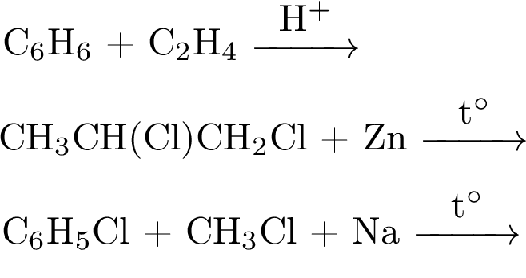 C₆H₆ + C₂H₄ —H⁺→
CH₃CH(Cl)CH₂Cl + Zn —t°→
C₆H₅Cl + CH₃Cl + Na —t°→